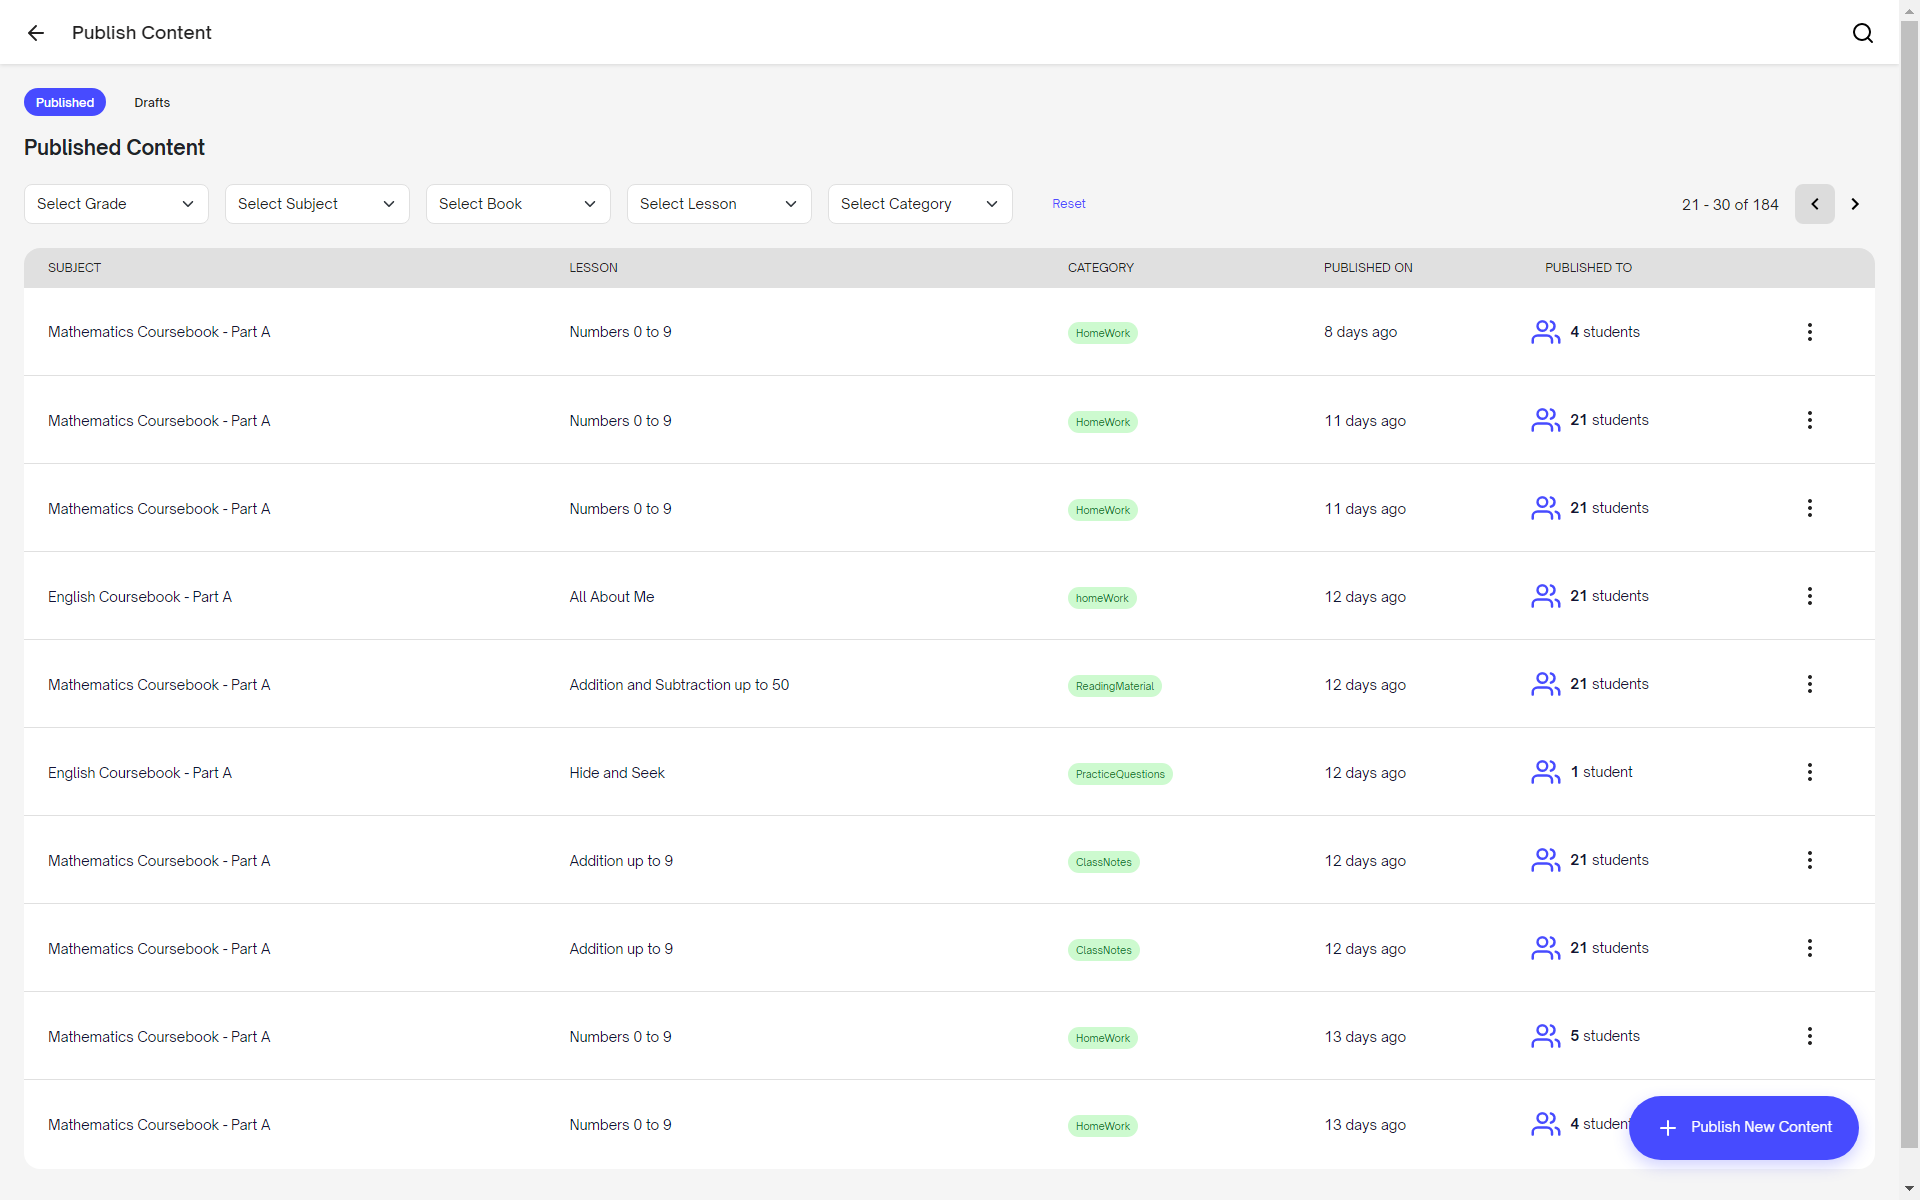 Publish Content
Published Drafts
Published Content
Select Grade Select Subject Select Book Select Lesson Select Category Reset 21 - 30 of 184
SUBJECT LESSON CATEGORY PUBLISHED ON PUBLISHED TO
Mathematics Coursebook - Part A Numbers 0 to 9 HomeWork 8 days ago 4 students
Mathematics Coursebook - Part A Numbers 0 to 9 HomeWork 11 days ago 21 students
Mathematics Coursebook - Part A Numbers 0 to 9 HomeWork 11 days ago 21 students
English Coursebook - Part A All About Me homeWork 12 days ago 21 students
Mathematics Coursebook - Part A Addition and Subtraction up to 50 ReadingMaterial 12 days ago 21 students
English Coursebook - Part A Hide and Seek PracticeQuestions 12 days ago 1 student
Mathematics Coursebook - Part A Addition up to 9 ClassNotes 12 days ago 21 students
Mathematics Coursebook - Part A Addition up to 9 ClassNotes 12 days ago 21 students
Mathematics Coursebook - Part A Numbers 0 to 9 HomeWork 13 days ago 5 students
Mathematics Coursebook - Part A Numbers 0 to 9 HomeWork 13 days ago 4 studen
Publish New Content